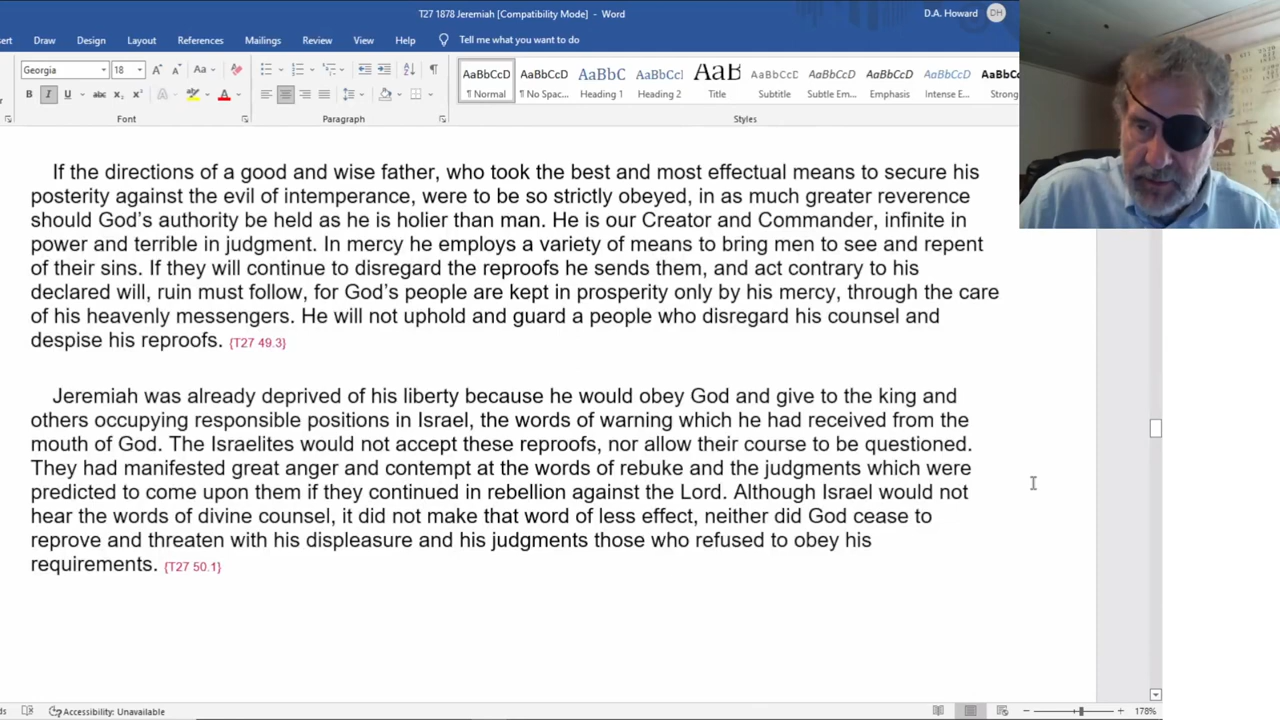 T27 1878 Jeremiah [Compatibility Mode] - Word
D.A. Howard DH
sert Draw Design Layout References Mailings Review View Help Tell me what you want to do
Georgia 18 Aa
B I U abc x₂ x² A A
AaBbCcD AaBbCcD AaBbC AaBbCcl AaB AaBbCcD AaBbCcD AaBbCcD AaBbCcD AaBbCc
¶ Normal ¶ No Spac... Heading 1 Heading 2 Title Subtitle Subtle Em... Emphasis Intense E... Strong
Font Paragraph Styles
If the directions of a good and wise father, who took the best and most effectual means to secure his
posterity against the evil of intemperance, were to be so strictly obeyed, in as much greater reverence
should God's authority be held as he is holier than man. He is our Creator and Commander, infinite in
power and terrible in judgment. In mercy he employs a variety of means to bring men to see and repent
of their sins. If they will continue to disregard the reproofs he sends them, and act contrary to his
declared will, ruin must follow, for God's people are kept in prosperity only by his mercy, through the care
of his heavenly messengers. He will not uphold and guard a people who disregard his counsel and
despise his reproofs. {T27 49.3}
Jeremiah was already deprived of his liberty because he would obey God and give to the king and
others occupying responsible positions in Israel, the words of warning which he had received from the
mouth of God. The Israelites would not accept these reproofs, nor allow their course to be questioned.
They had manifested great anger and contempt at the words of rebuke and the judgments which were
predicted to come upon them if they continued in rebellion against the Lord. Although Israel would not
hear the words of divine counsel, it did not make that word of less effect, neither did God cease to
reprove and threaten with his displeasure and his judgments those who refused to obey his
requirements. {T27 50.1}
ds Accessibility: Unavailable 178%